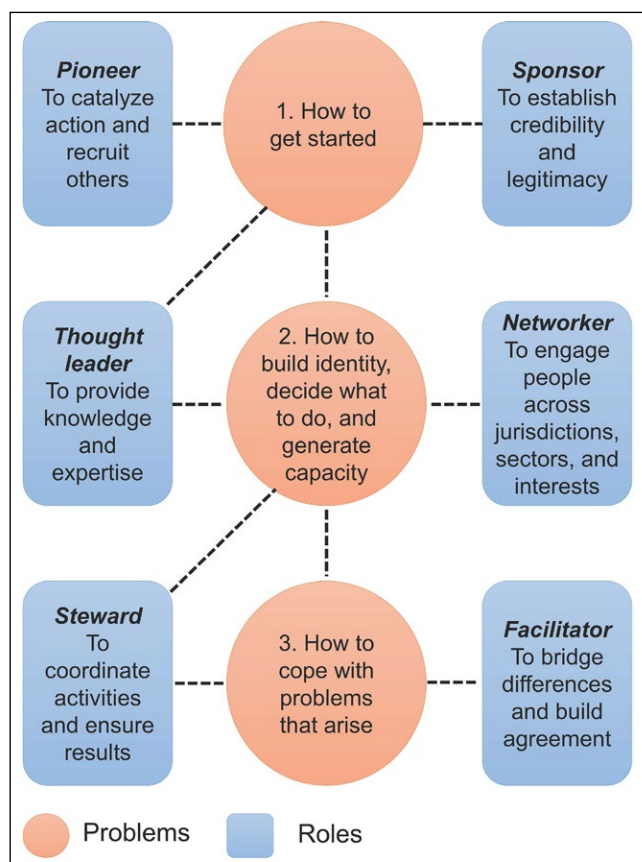 Pioneer
To catalyze
action and
recruit
others
1. How to
get started
Sponsor
To establish
credibility
and
legitimacy
Thought
leader
To provide
knowledge
and
expertise
2. How to
build identity,
decide what
to do, and
generate
capacity
Networker
To engage
people
across
jurisdictions,
sectors, and
interests
Steward
To
coordinate
activities
and ensure
results
3. How to
cope with
problems
that arise
Facilitator
To bridge
differences
and build
agreement
Problems
Roles